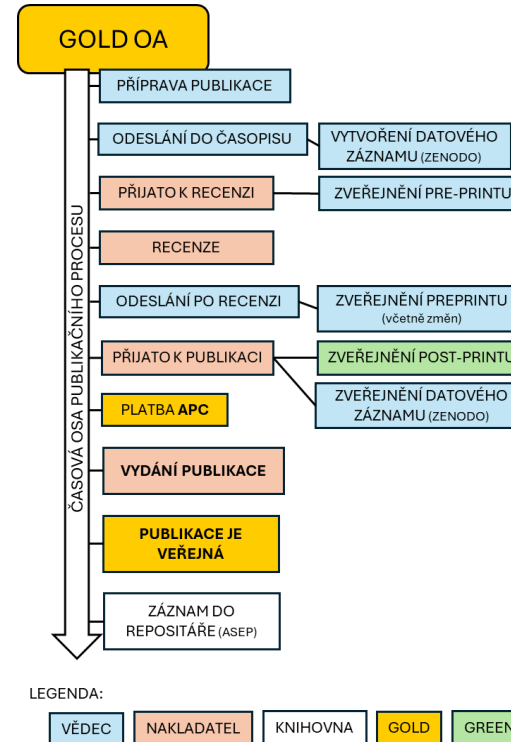 GOLD OA
PŘÍPRAVA PUBLIKACE
ODESLÁNÍ DO ČASOPISU
VYTVOŘENÍ DATOVÉHO
ZÁZNAMU (ZENODO)
PŘIJATO K RECENZI
ZVEŘEJNĚNÍ PRE-PRINTU
RECENZE
ODESLÁNÍ PO RECENZI
ZVEŘEJNĚNÍ PREPRINTU
(včetně změn)
PŘIJATO K PUBLIKACI
ZVEŘEJNĚNÍ POST-PRINTU
ZVEŘEJNĚNÍ DATOVÉHO
ZÁZNAMU (ZENODO)
PLATBA APC
VYDÁNÍ PUBLIKACE
PUBLIKACE JE
VEŘEJNÁ
ZÁZNAM DO
REPOSITÁŘE (ASEP)
ČASOVÁ OSA PUBLIKAČNÍHO PROCESU
LEGENDA:
VĚDEC
NAKLADATEL
KNIHOVNA
GOLD
GREEN